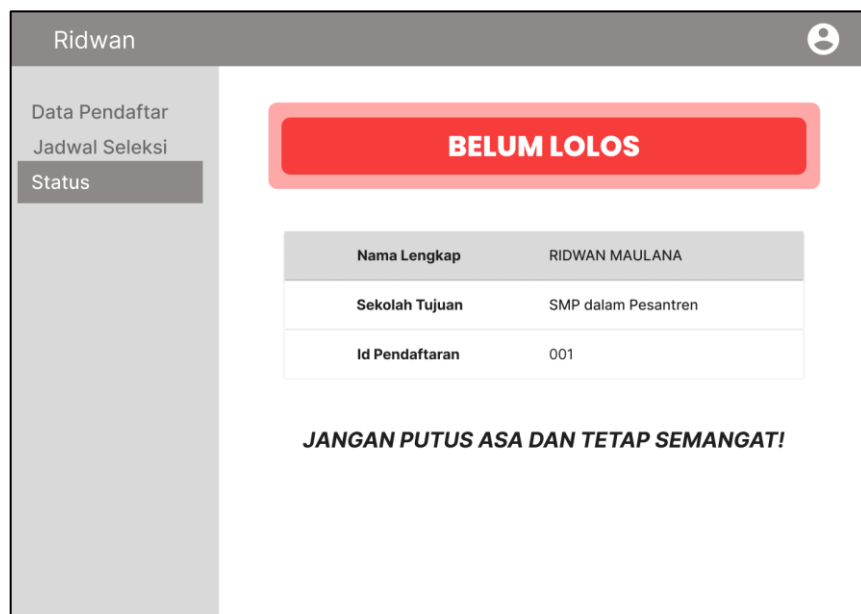 Ridwan
Data Pendaftar
Jadwal Seleksi
Status
BELUM LOLOS
Nama Lengkap RIDWAN MAULANA
Sekolah Tujuan SMP dalam Pesantren
Id Pendaftaran 001
JANGAN PUTUS ASA DAN TETAP SEMANGAT!